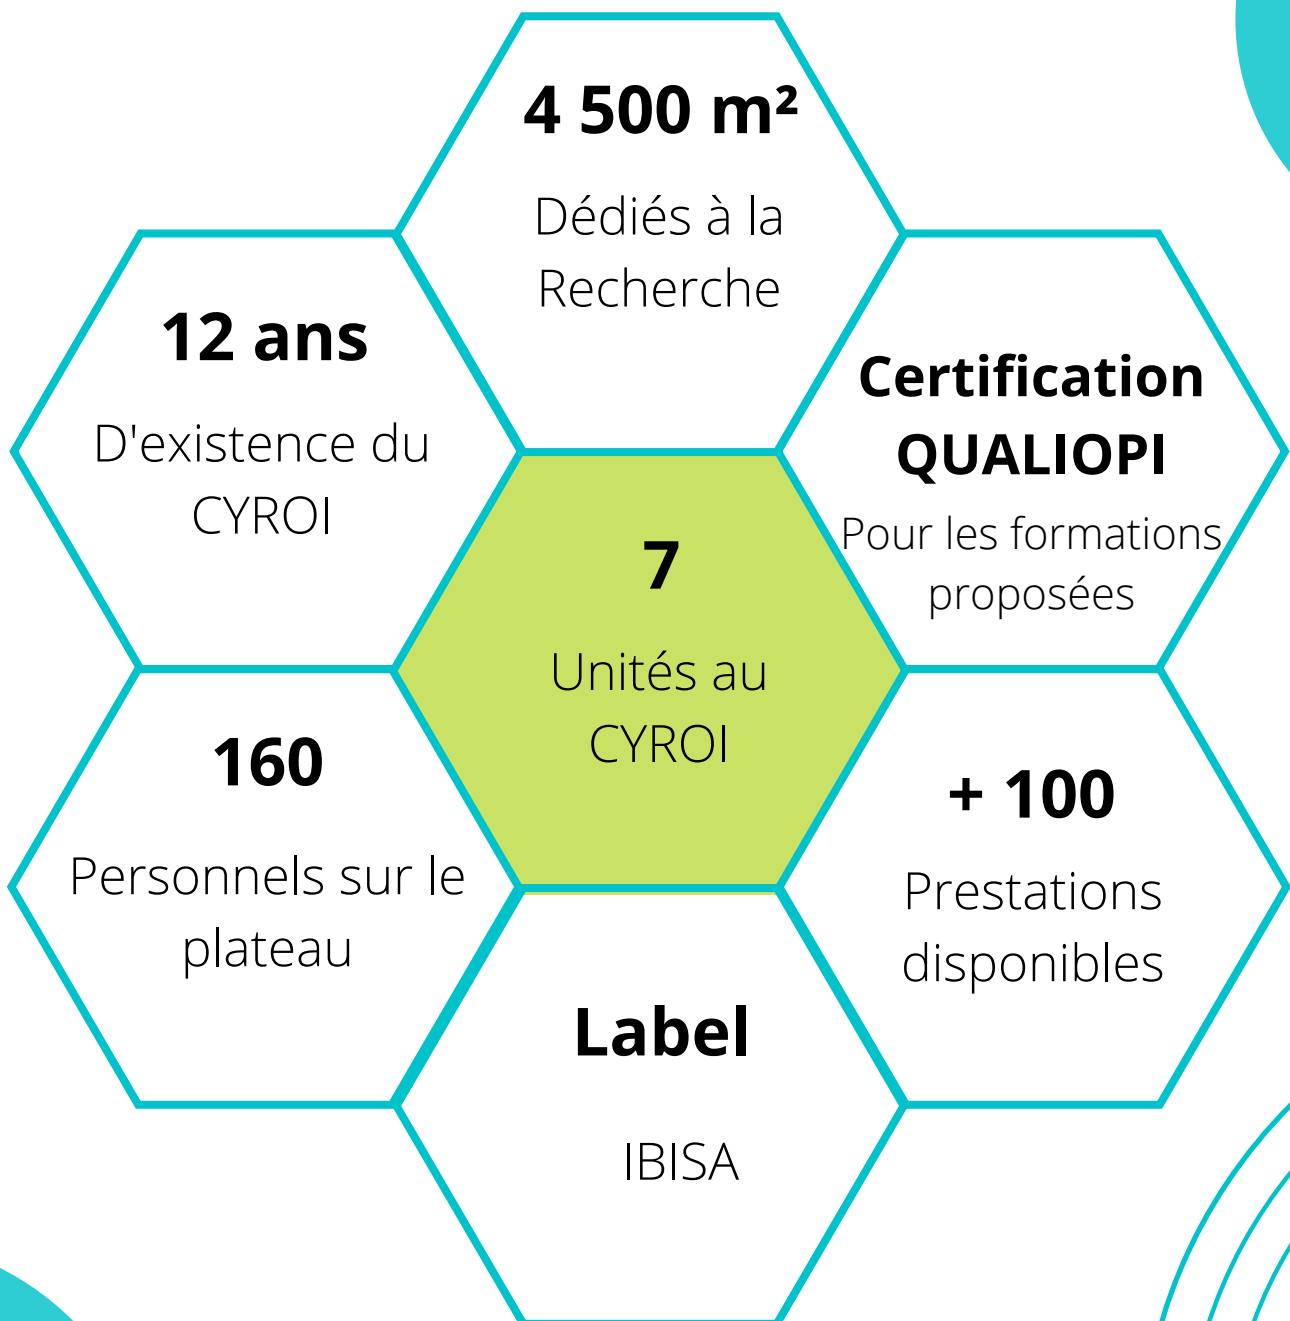 4 500 m²
Dédiés à la
Recherche
12 ans
D'existence du
CYROI
Certification
QUALIOPI
Pour les formations
proposées
7
Unités au
CYROI
160
Personnels sur le
plateau
+ 100
Prestations
disponibles
Label
IBISA